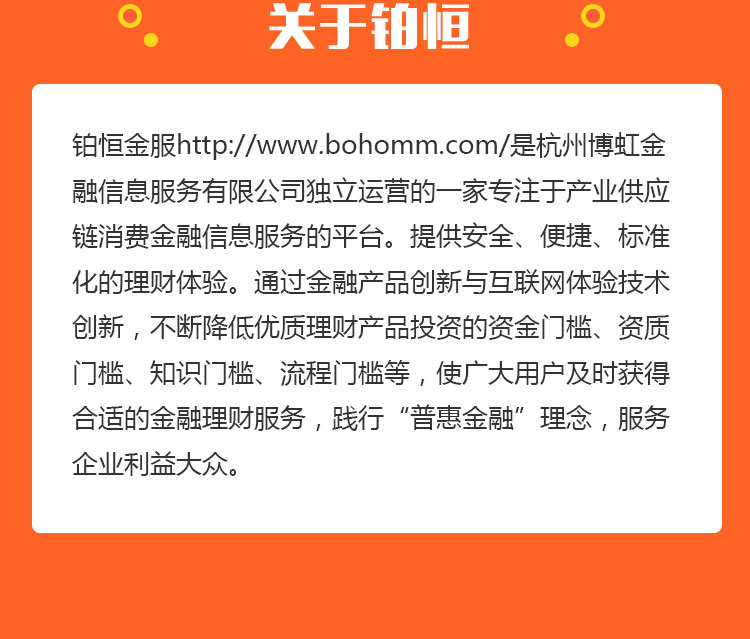 关于铂恒
铂恒金服http://www.bohomm.com/是杭州博虹金
融信息服务有限公司独立运营的一家专注于产业供应
链消费金融信息服务的平台。提供安全、便捷、标准
化的理财体验。通过金融产品创新与互联网体验技术
创新，不断降低优质理财产品投资的资金门槛、资质
门槛、知识门槛、流程门槛等，使广大用户及时获得
合适的金融理财服务，践行“普惠金融”理念，服务
企业利益大众。